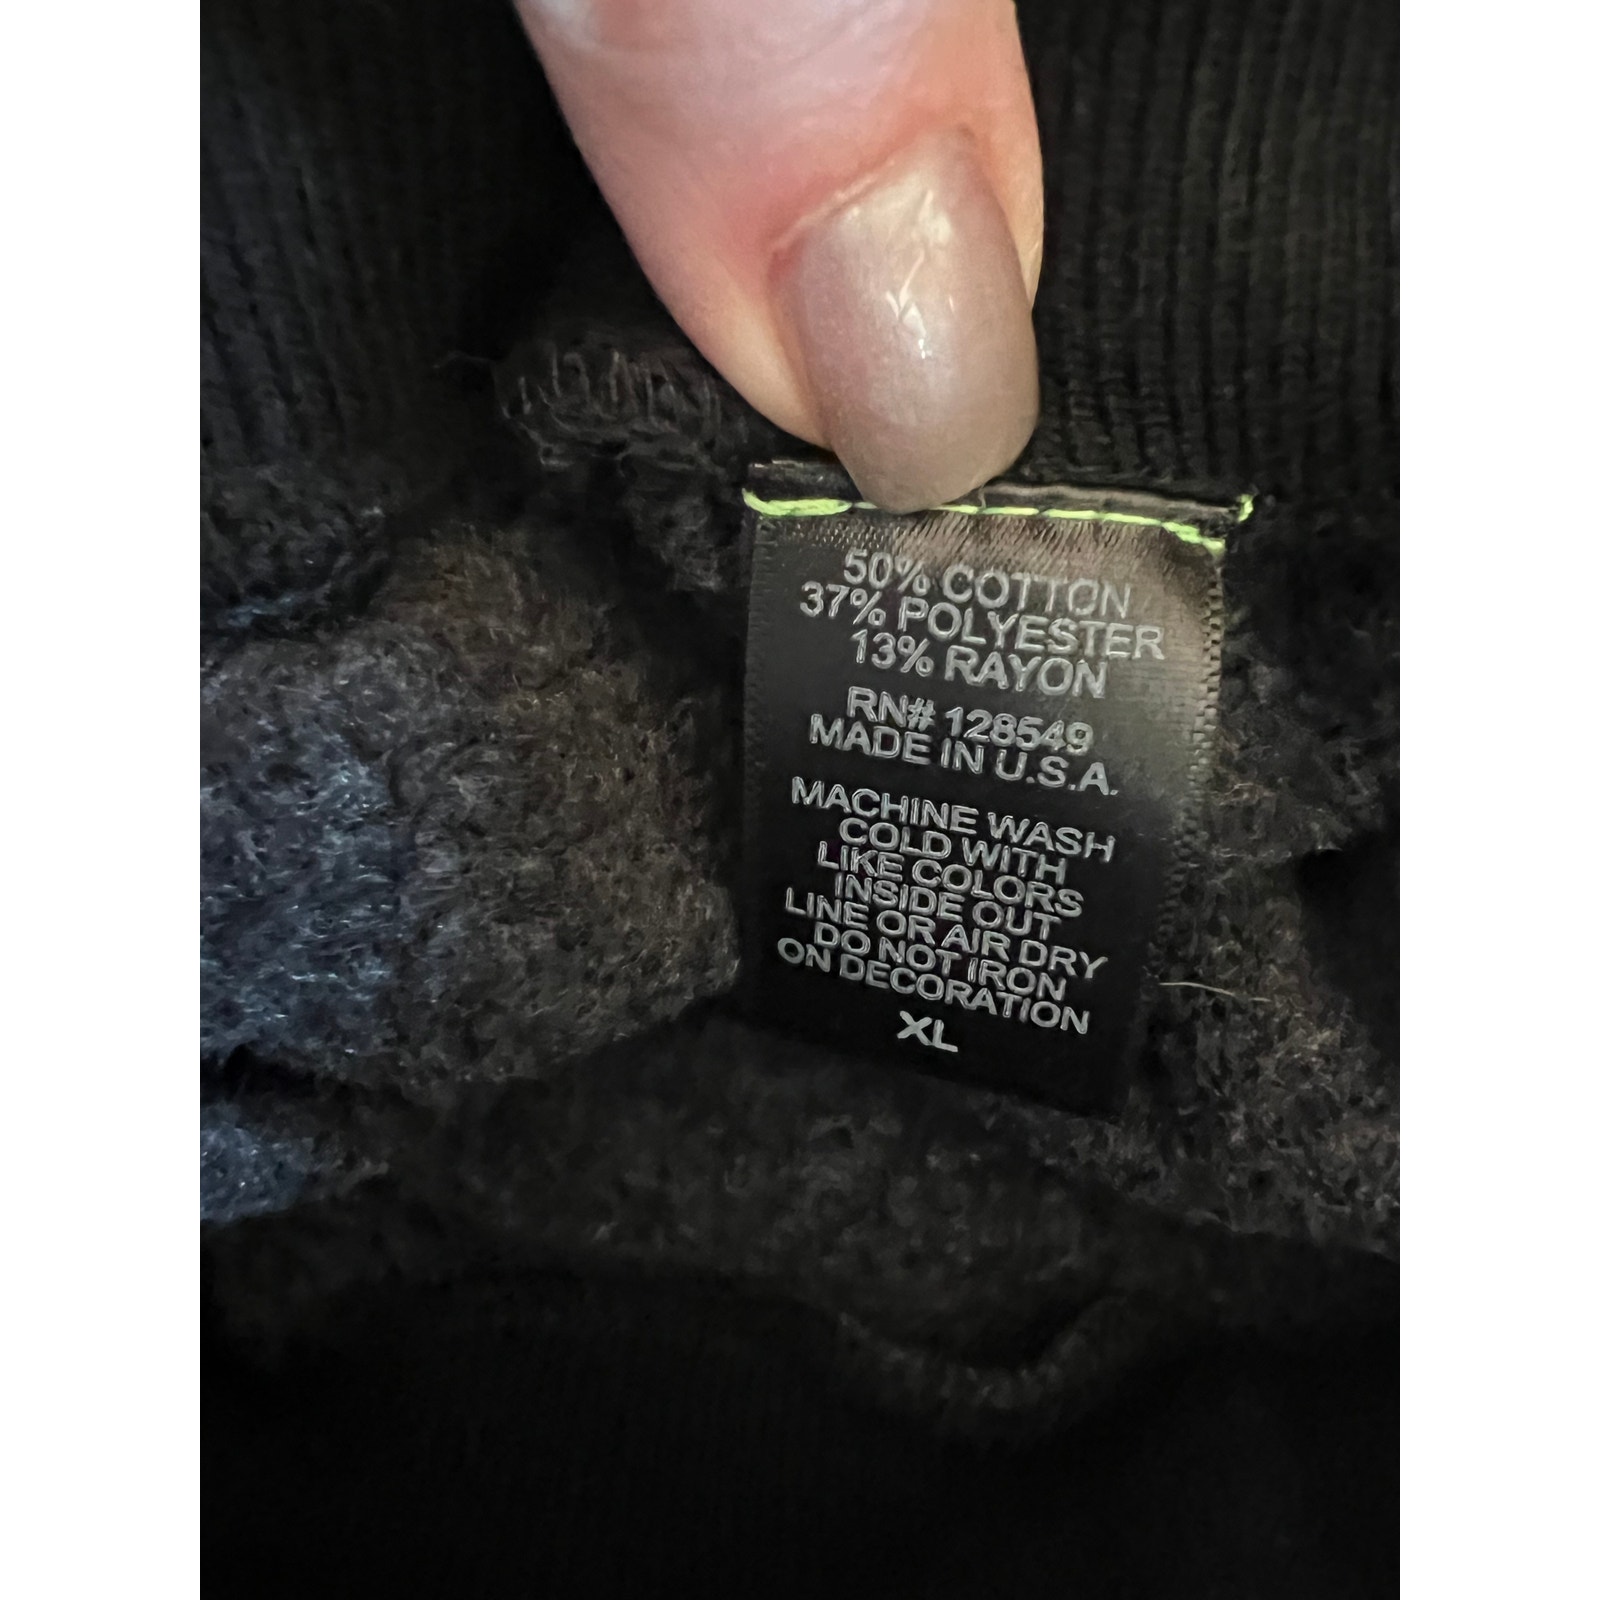 50% COTTON
37% POLYESTER
13% RAYON
RN# 128549
MADE IN U.S.A.
MACHINE WASH
COLD WITH
LIKE COLORS
INSIDE OUT
LINE OR AIR DRY
DO NOT IRON
ON DECORATION
XL